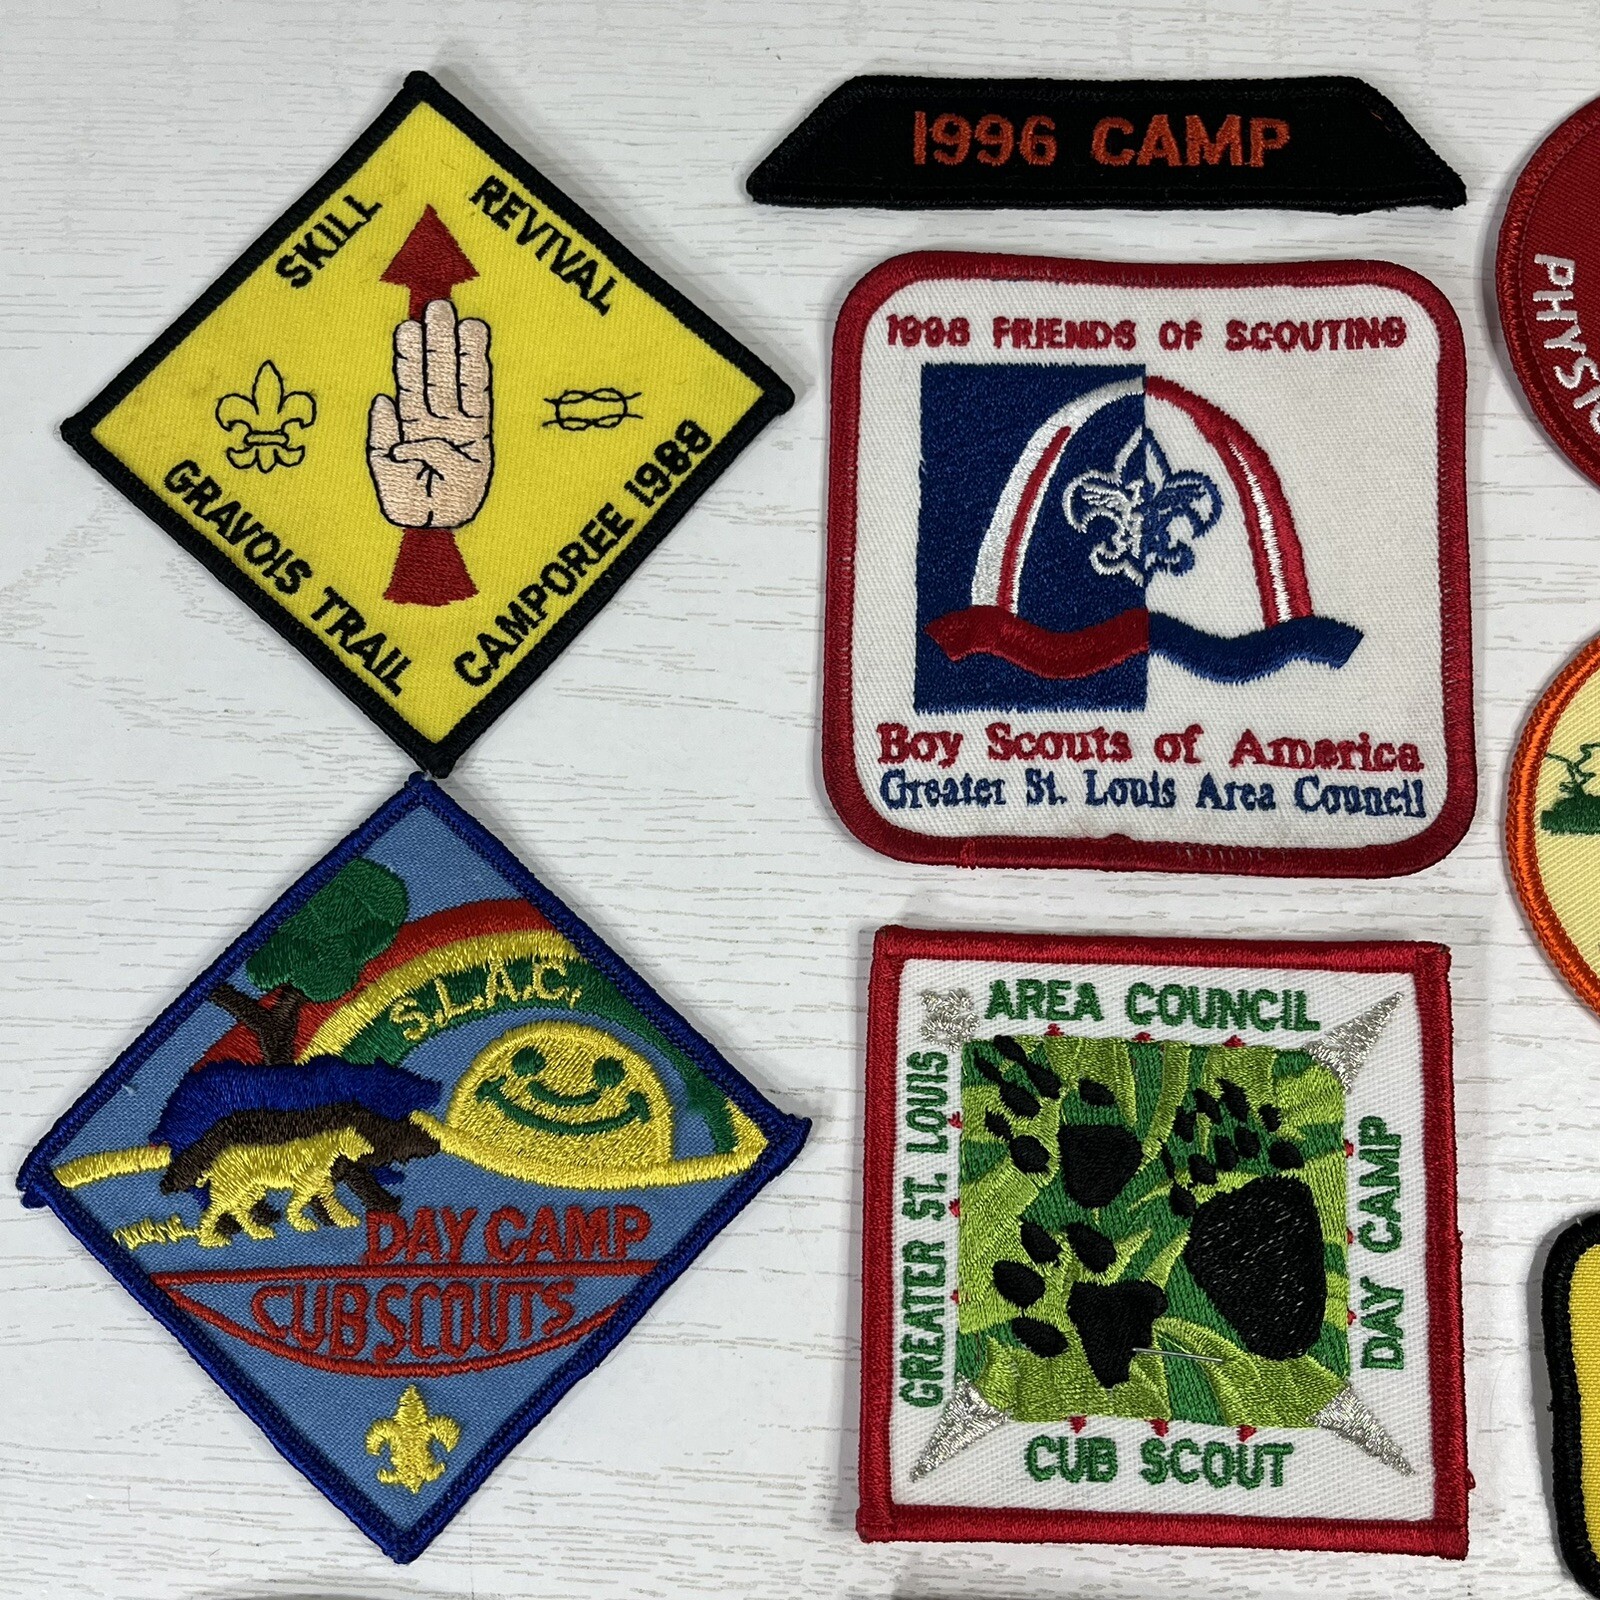 SKILL REVIVAL
GRAVOIS TRAIL CAMPOREE 1988
1996 CAMP
1996 FRIENDS OF SCOUTING
Boy Scouts of America
Greater St. Louis Area Council
S.L.A.C.
DAY CAMP
CUB SCOUTS
GREATER ST. LOUIS
AREA COUNCIL
DAY CAMP
CUB SCOUT